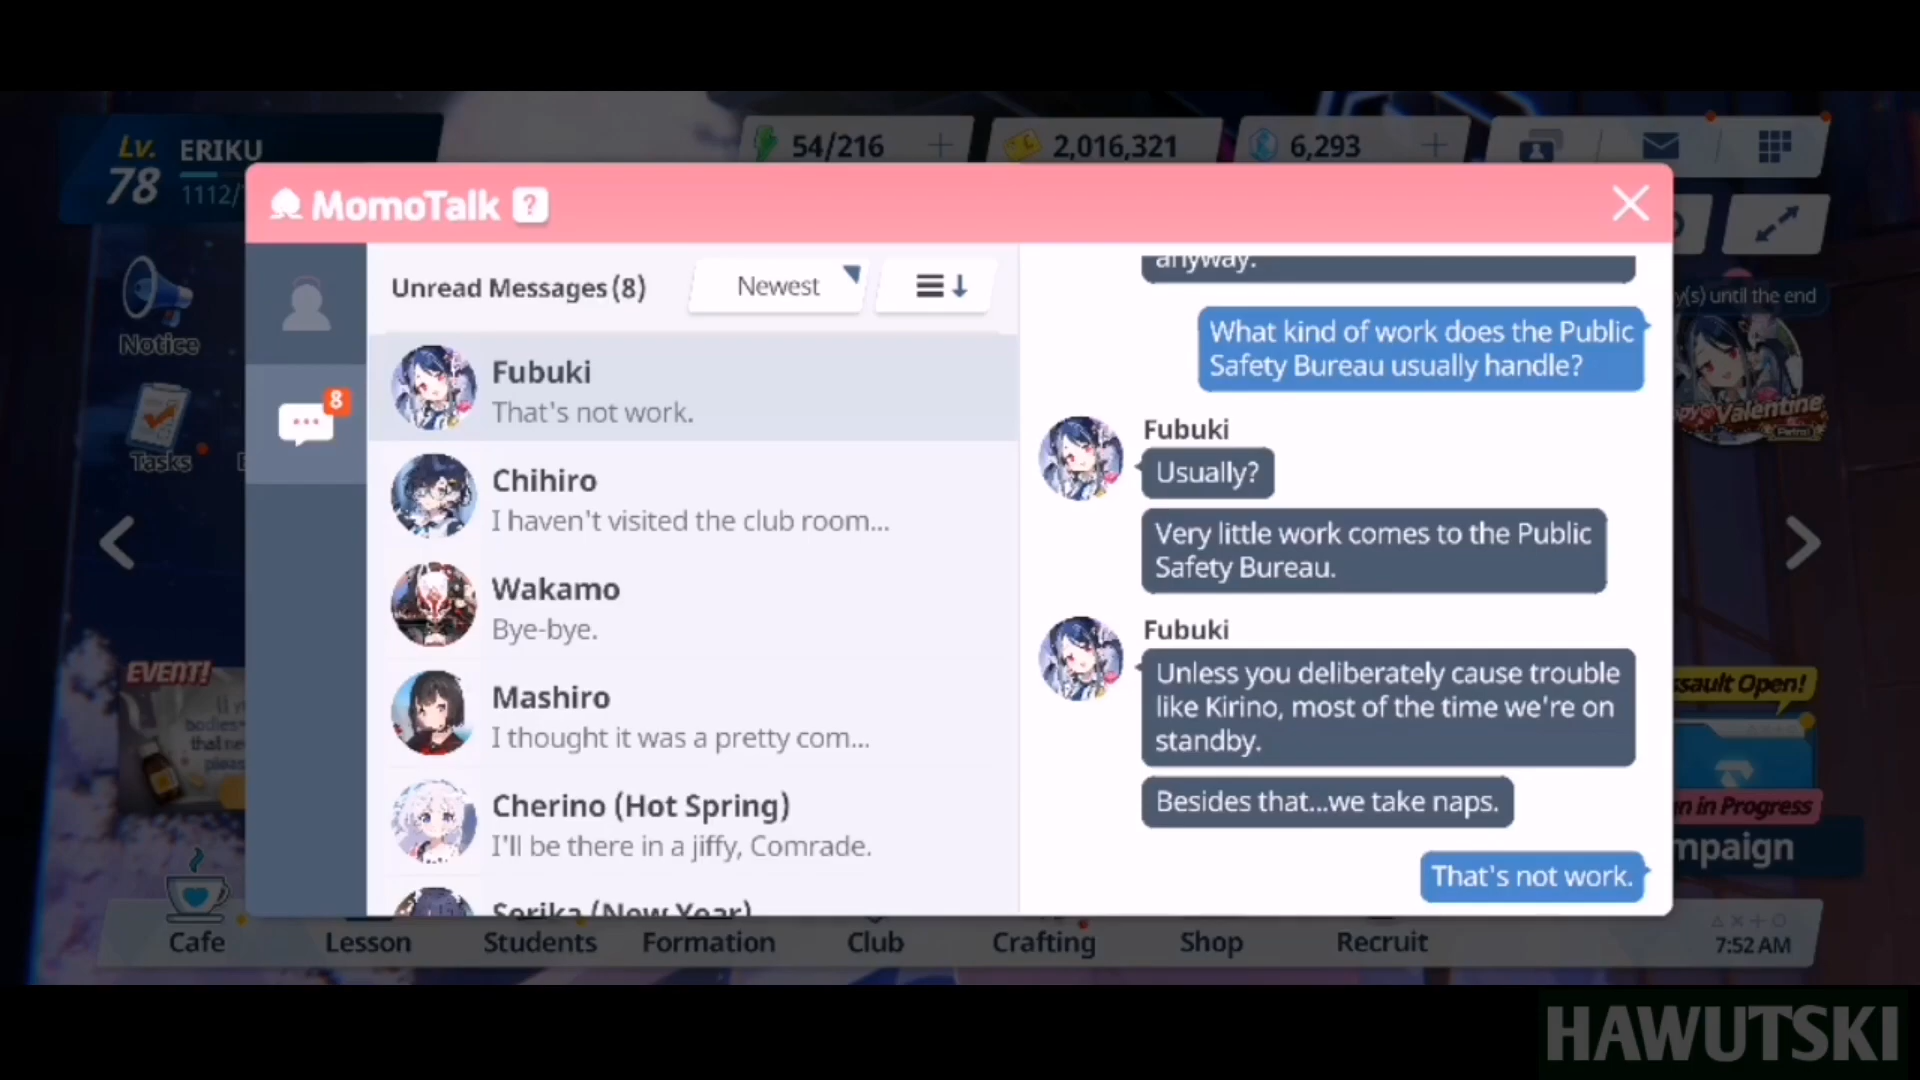 Lv.
78
ERIKU
1112/
54/216
2,016,321
6,293
MomoTalk ?
Notice
Tasks
EVENT!
8
Unread Messages (8)
Newest
Fubuki
That's not work.
Chihiro
I haven't visited the club room...
Wakamo
Bye-bye.
Mashiro
I thought it was a pretty com...
Cherino (Hot Spring)
I'll be there in a jiffy, Comrade.
Serika (New Year)
anyway.
What kind of work does the Public
Safety Bureau usually handle?
Fubuki
Usually?
Very little work comes to the Public
Safety Bureau.
Fubuki
Unless you deliberately cause trouble
like Kirino, most of the time we're on
standby.
Besides that...we take naps.
That's not work.
y(s) until the end
Valentine
Patrol
ssault Open!
n in Progress
mpaign
Cafe
Lesson
Students
Formation
Club
Crafting
Shop
Recruit
7:52 AM
HAWUTSKI